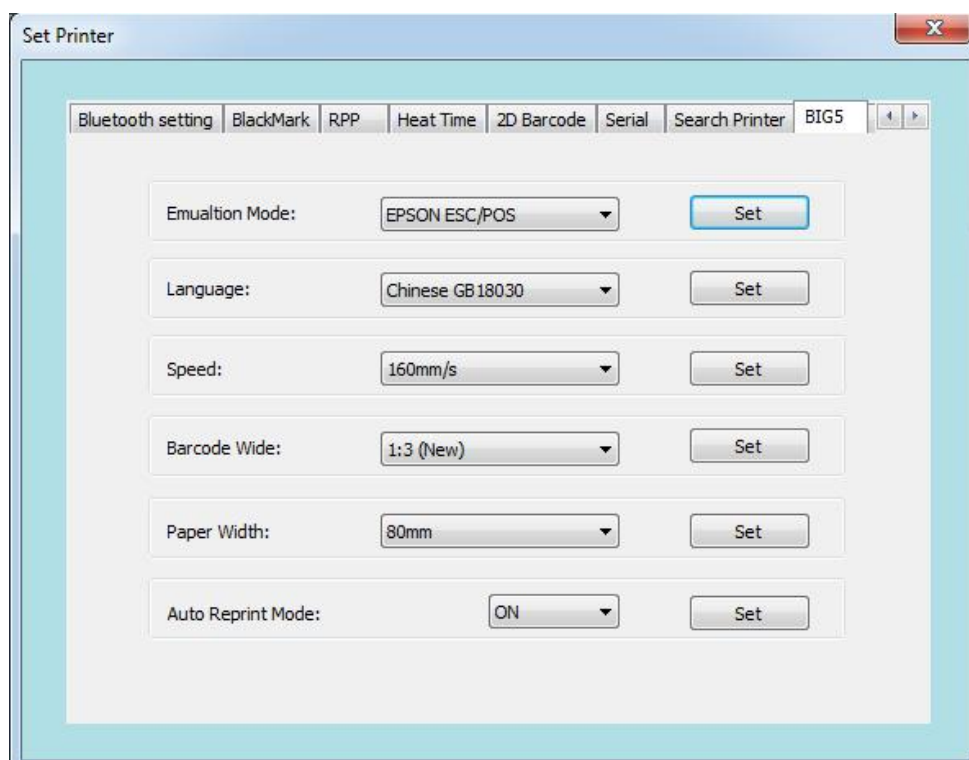 Set Printer
Bluetooth setting BlackMark RPP Heat Time 2D Barcode Serial Search Printer BIG5
Emualtion Mode: EPSON ESC/POS Set
Language: Chinese GB18030 Set
Speed: 160mm/s Set
Barcode Wide: 1:3 (New) Set
Paper Width: 80mm Set
Auto Reprint Mode: ON Set